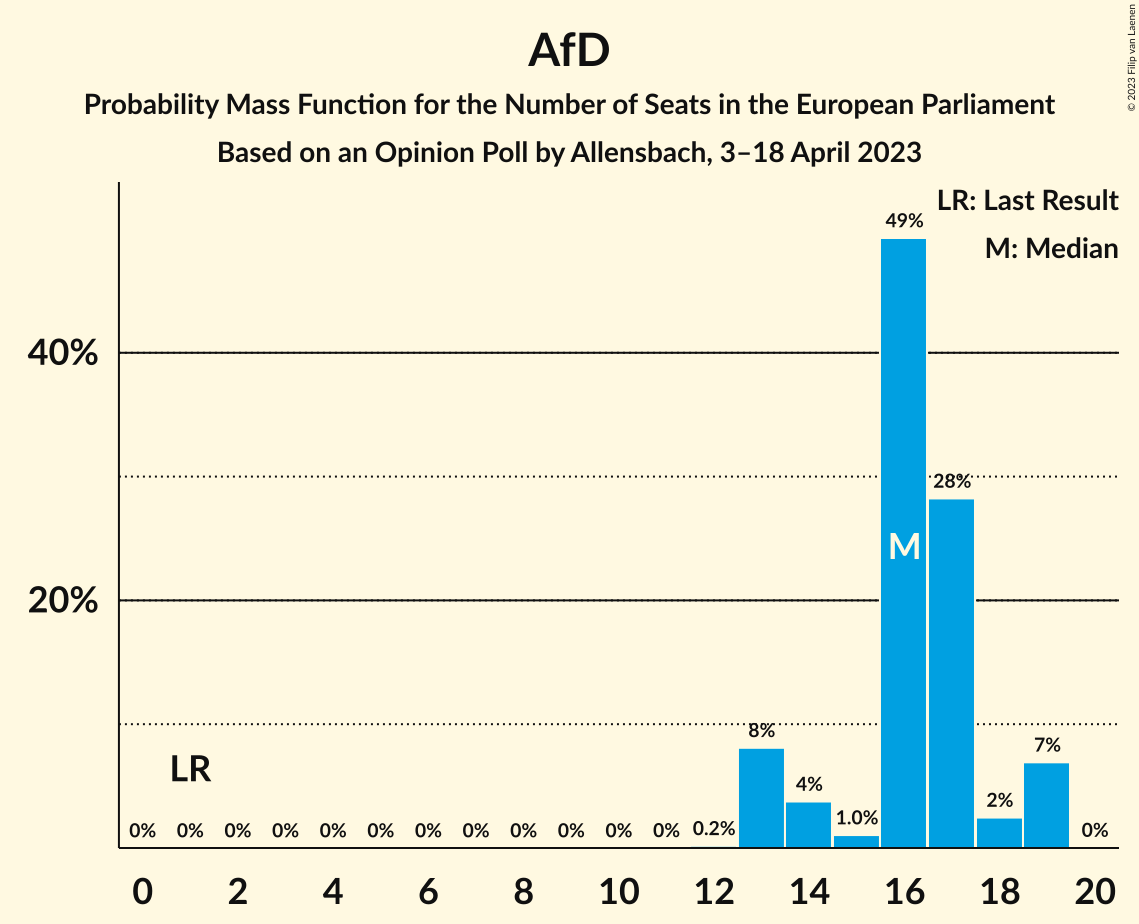 AfD
Probability Mass Function for the Number of Seats in the European Parliament
Based on an Opinion Poll by Allensbach, 3–18 April 2023
© 2023 Filip van Laenen
LR: Last Result
M: Median
49%
40%
28%
M
20%
8%
7%
LR
4%
2%
1.0%
0% 0% 0% 0% 0% 0% 0% 0% 0% 0% 0% 0% 0.2% 0%
0 2 4 6 8 10 12 14 16 18 20